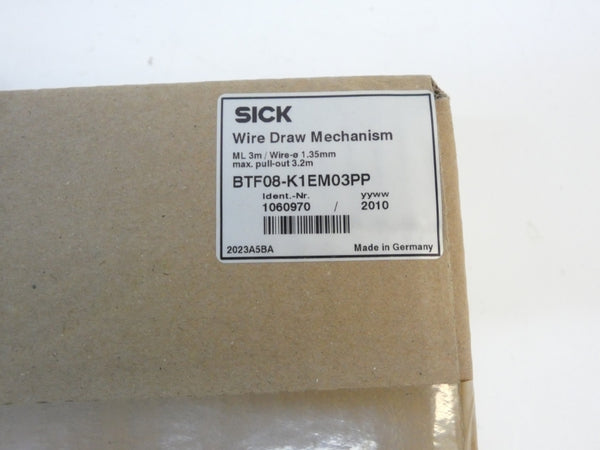 SICK
Wire Draw Mechanism
ML 3m / Wire-ø 1.35mm
max. pull-out 3.2m
BTF08-K1EM03PP
Ident.-Nr. yyww
1060970 / 2010
2023A5BA Made in Germany